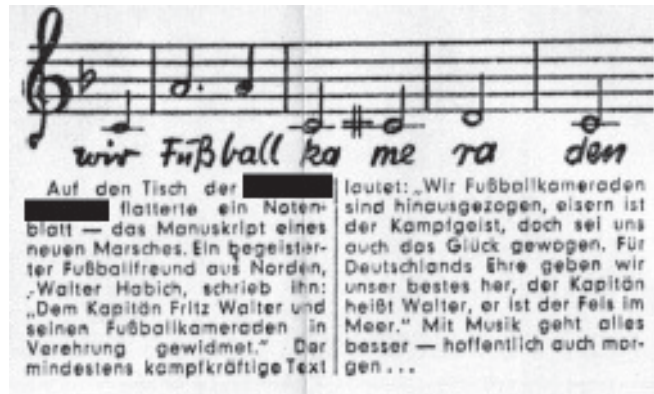 wir Fußball ka me ra den
Auf den Tisch der
flatterte ein Noten-
blatt — das Manuskript eines
neuen Marsches. Ein begeister-
ter Fußballfreund aus Norden,
Walter Habich, schrieb ihn:
„Dem Kapitän Fritz Walter und
seinen Fußballkameraden in
Verehrung gewidmet.“ Der
mindestens kampfkräftige Text
lautet: „Wir Fußballkameraden
sind hinausgezogen, eisern ist
der Kampfgeist, doch sei uns
auch das Glück gewogen. Für
Deutschlands Ehre geben wir
unser bestes her, der Kapitän
heißt Walter, er ist der Fels im
Meer.“ Mit Musik geht alles
besser — hoffentlich auch mor-
gen ...